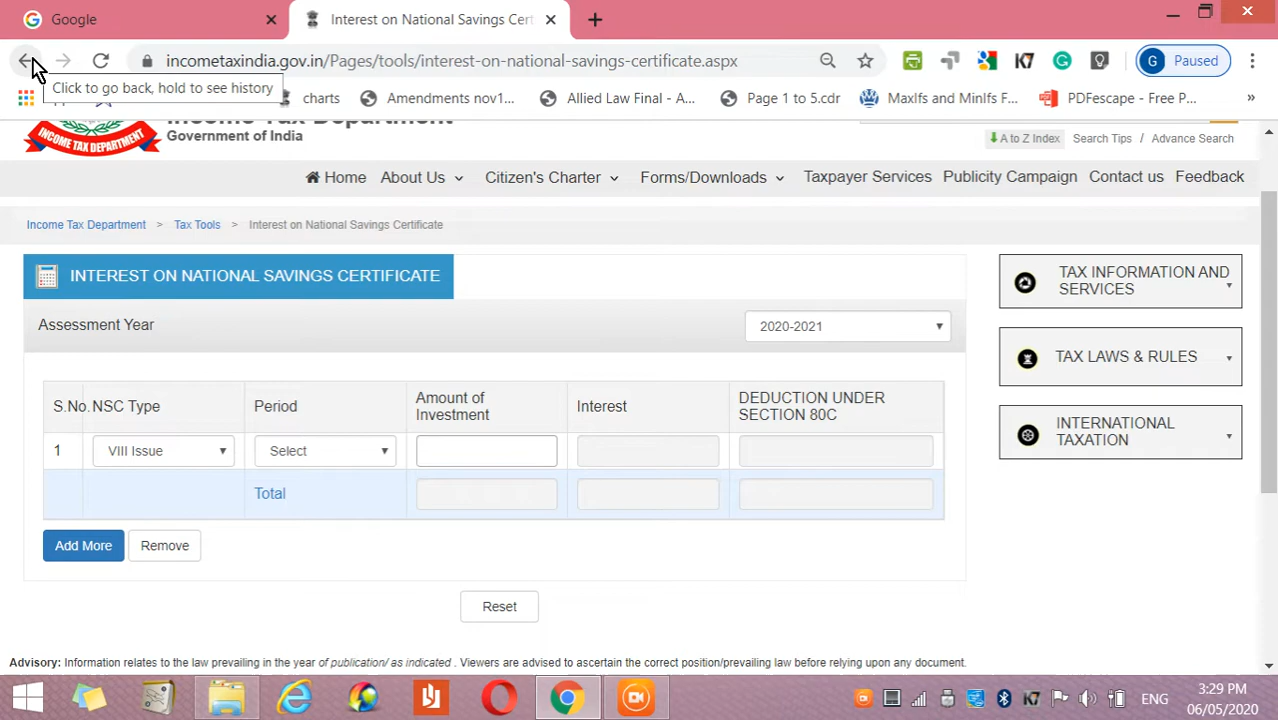 Google
Interest on National Savings Cert
incometaxindia.gov.in/Pages/tools/interest-on-national-savings-certificate.aspx
G Paused
Click to go back, hold to see history
charts
Amendments nov1...
Allied Law Final - A...
Page 1 to 5.cdr
MaxIfs and MinIfs F...
PDFescape - Free P...
»
INCOME TAX DEPARTMENT
Income Tax Department
Government of India
A to Z Index
Search Tips / Advance Search
Home About Us Citizen's Charter Forms/Downloads Taxpayer Services Publicity Campaign Contact us Feedback
Income Tax Department > Tax Tools > Interest on National Savings Certificate
INTEREST ON NATIONAL SAVINGS CERTIFICATE
Assessment Year
2020-2021
S.No. NSC Type Period Amount of Investment Interest DEDUCTION UNDER SECTION 80C
1 VIII Issue Select
Total
Add More Remove
Reset
TAX INFORMATION AND
SERVICES
TAX LAWS & RULES
INTERNATIONAL
TAXATION
Advisory: Information relates to the law prevailing in the year of publication/ as indicated . Viewers are advised to ascertain the correct position/prevailing law before relying upon any document.
ENG
3:29 PM
06/05/2020